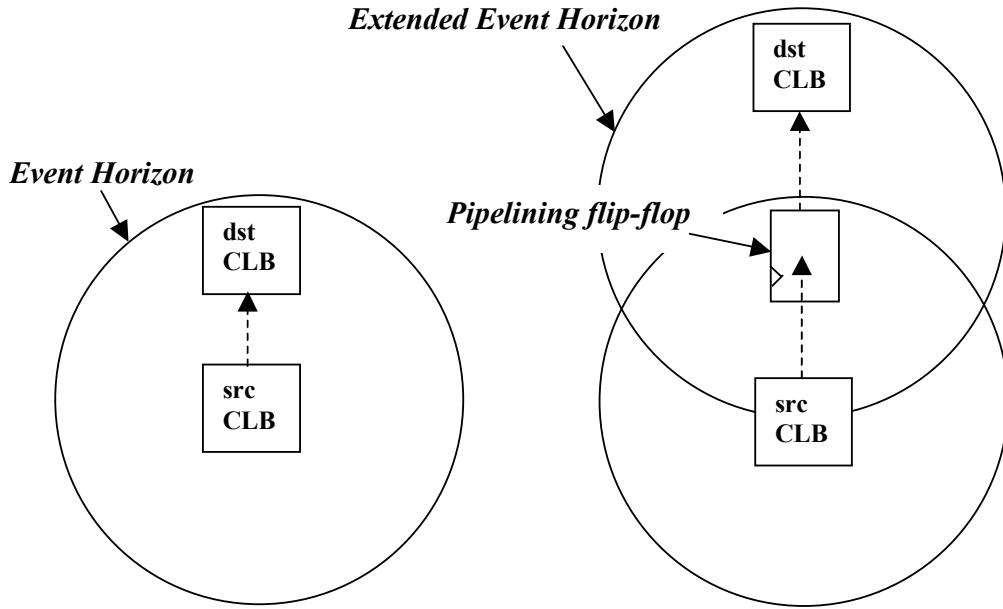 Event Horizon
dst
CLB
src
CLB
Extended Event Horizon
dst
CLB
Pipelining flip-flop
src
CLB